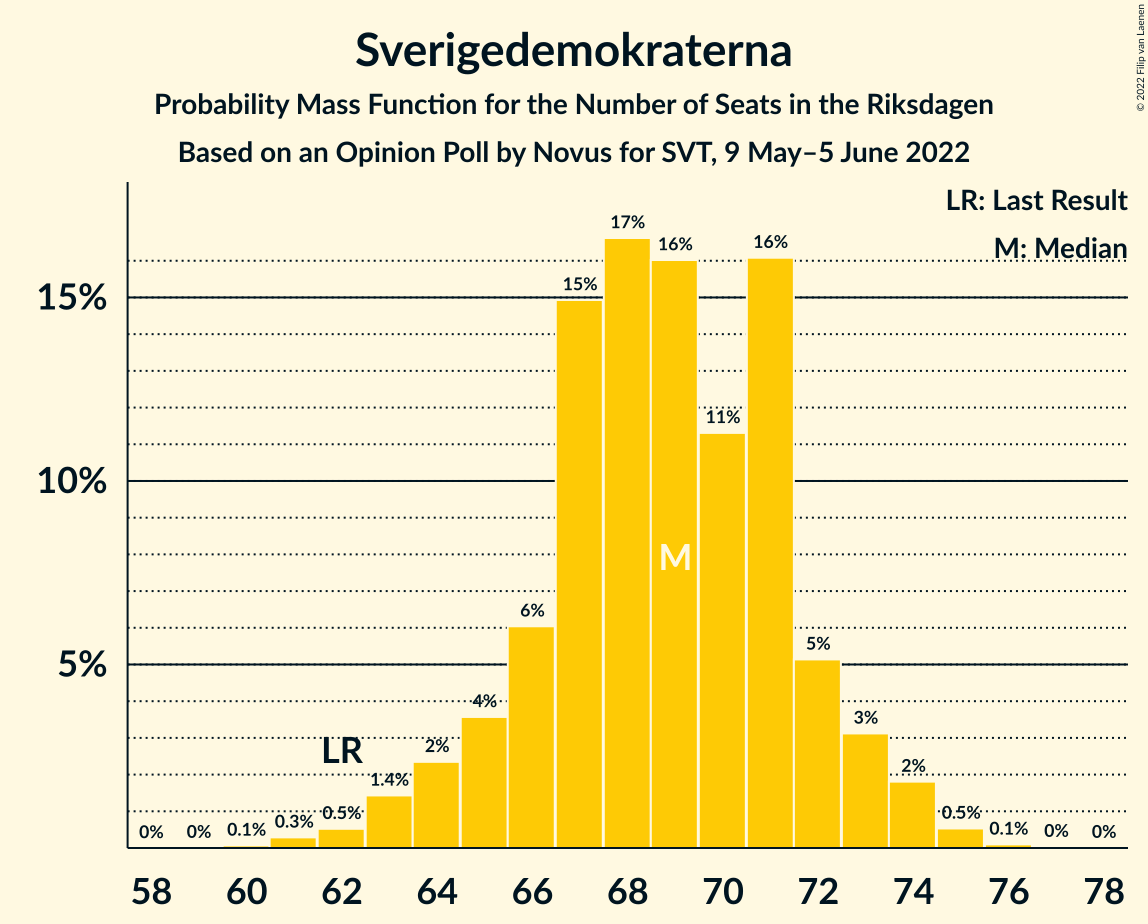 Sverigedemokraterna
Probability Mass Function for the Number of Seats in the Riksdagen
Based on an Opinion Poll by Novus for SVT, 9 May–5 June 2022
© 2022 Filip van Laenen
LR: Last Result
M: Median
15%
10%
5%
0%
0%
0.1%
0.3%
0.5%
1.4%
2%
4%
6%
15%
17%
16%
11%
16%
5%
3%
2%
0.5%
0.1%
0%
0%
LR
M
58 60 62 64 66 68 70 72 74 76 78